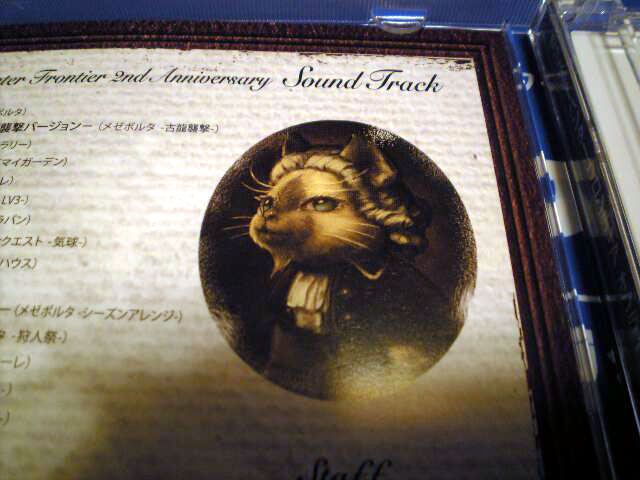 ter Frontier 2nd Anniversary Sound Track
ボルタ）
襲撃バージョン－（メゼポルタ -古龍襲撃-）
ラリー）
マイガーデン）
レ）
LV3-）
ラバン）
クエスト -気球-）
ハウス）
ー（メゼポルタ -シーズンアレンジ-）
タ -狩人祭-）
ーレ）
-）
-）
Staff